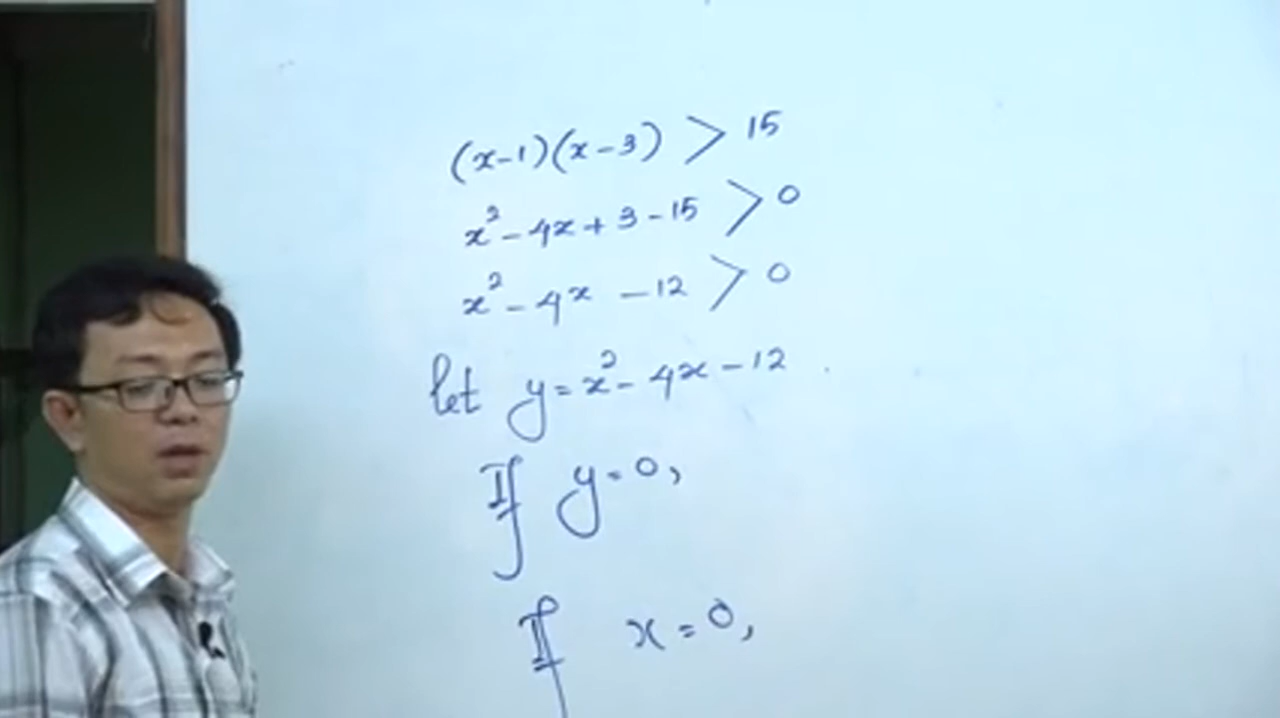 (x-1)(x-3) > 15
x² - 4x + 3 - 15 > 0
x² - 4x - 12 > 0
let y = x² - 4x - 12
If y = 0,
If x = 0,